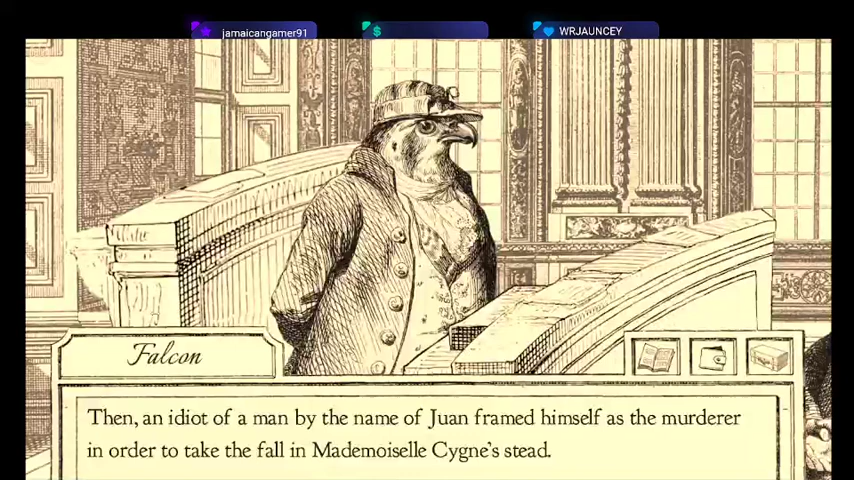 jamaicangamer91
$
WRJAUNCEY
Falcon
Then, an idiot of a man by the name of Juan framed himself as the murderer
in order to take the fall in Mademoiselle Cygne's stead.